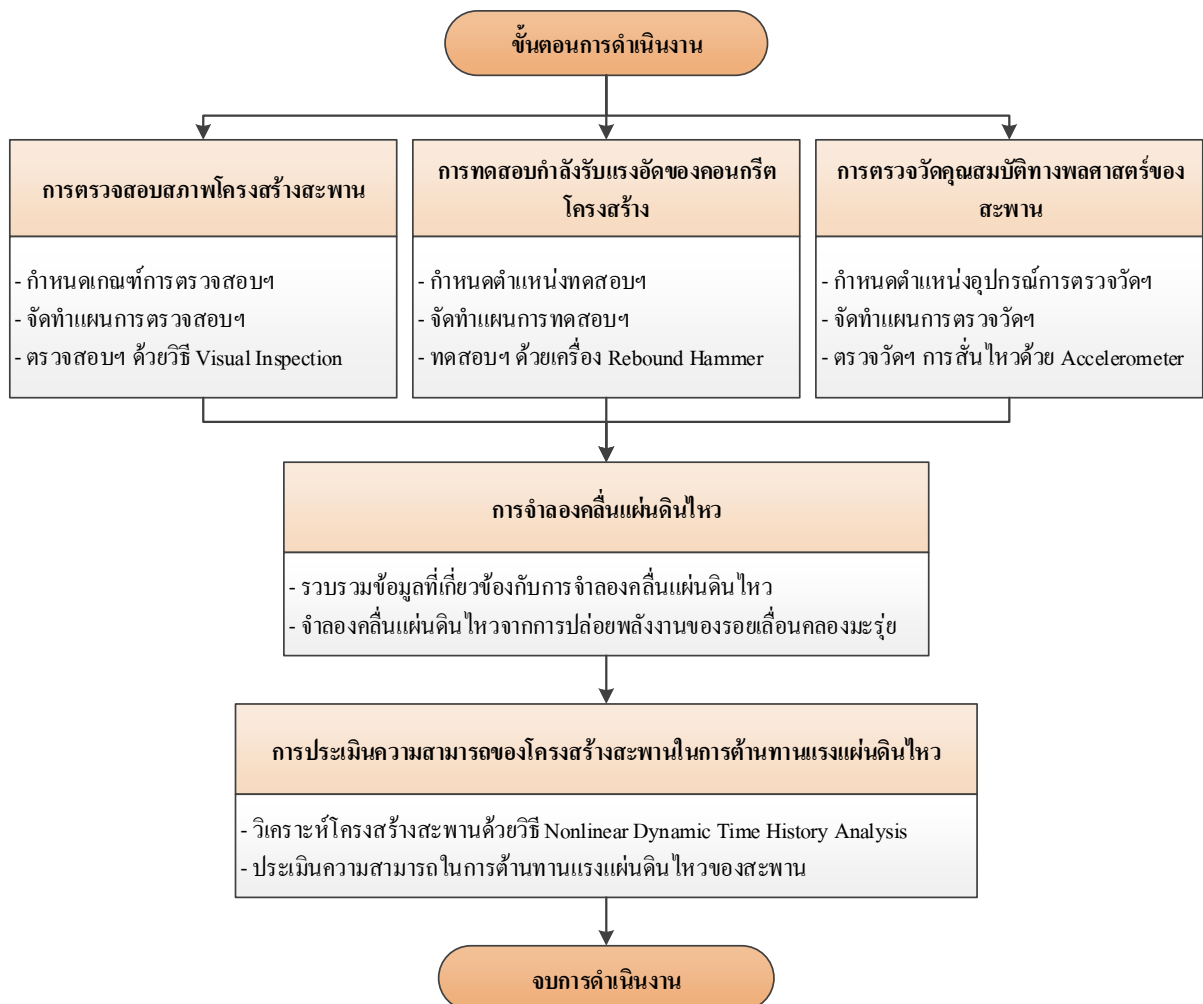 ขั้นตอนการดำเนินงาน
การตรวจสอบสภาพโครงสร้างสะพาน
- กำหนดเกณฑ์การตรวจสอบฯ
- จัดทำแผนการตรวจสอบฯ
- ตรวจสอบฯ ด้วยวิธี Visual Inspection
การทดสอบกำลังรับแรงอัดของคอนกรีต
โครงสร้าง
- กำหนดตำแหน่งทดสอบฯ
- จัดทำแผนการทดสอบฯ
- ทดสอบฯ ด้วยเครื่อง Rebound Hammer
การตรวจวัดคุณสมบัติทางพลศาสตร์ของ
สะพาน
- กำหนดตำแหน่งอุปกรณ์การตรวจวัดฯ
- จัดทำแผนการตรวจวัดฯ
- ตรวจวัดฯ การสั่นไหวด้วย Accelerometer
การจำลองคลื่นแผ่นดินไหว
- รวบรวมข้อมูลที่เกี่ยวข้องกับการจำลองคลื่นแผ่นดินไหว
- จำลองคลื่นแผ่นดินไหวจากการปล่อยพลังงานของรอยเลื่อนคลองมะรุ่ย
การประเมินความสามารถของโครงสร้างสะพานในการต้านทานแรงแผ่นดินไหว
- วิเคราะห์โครงสร้างสะพานด้วยวิธี Nonlinear Dynamic Time History Analysis
- ประเมินความสามารถในการต้านทานแรงแผ่นดินไหวของสะพาน
จบการดำเนินงาน